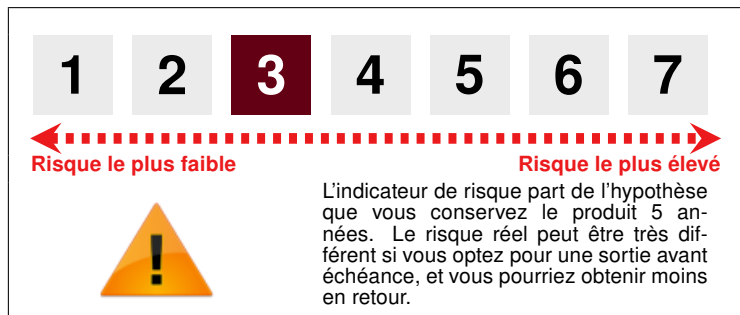 1 2 3 4 5 6 7
Risque le plus faible Risque le plus élevé
L'indicateur de risque part de l'hypothèse
que vous conservez le produit 5 an-
nées. Le risque réel peut être très dif-
férent si vous optez pour une sortie avant
échéance, et vous pourriez obtenir moins
en retour.